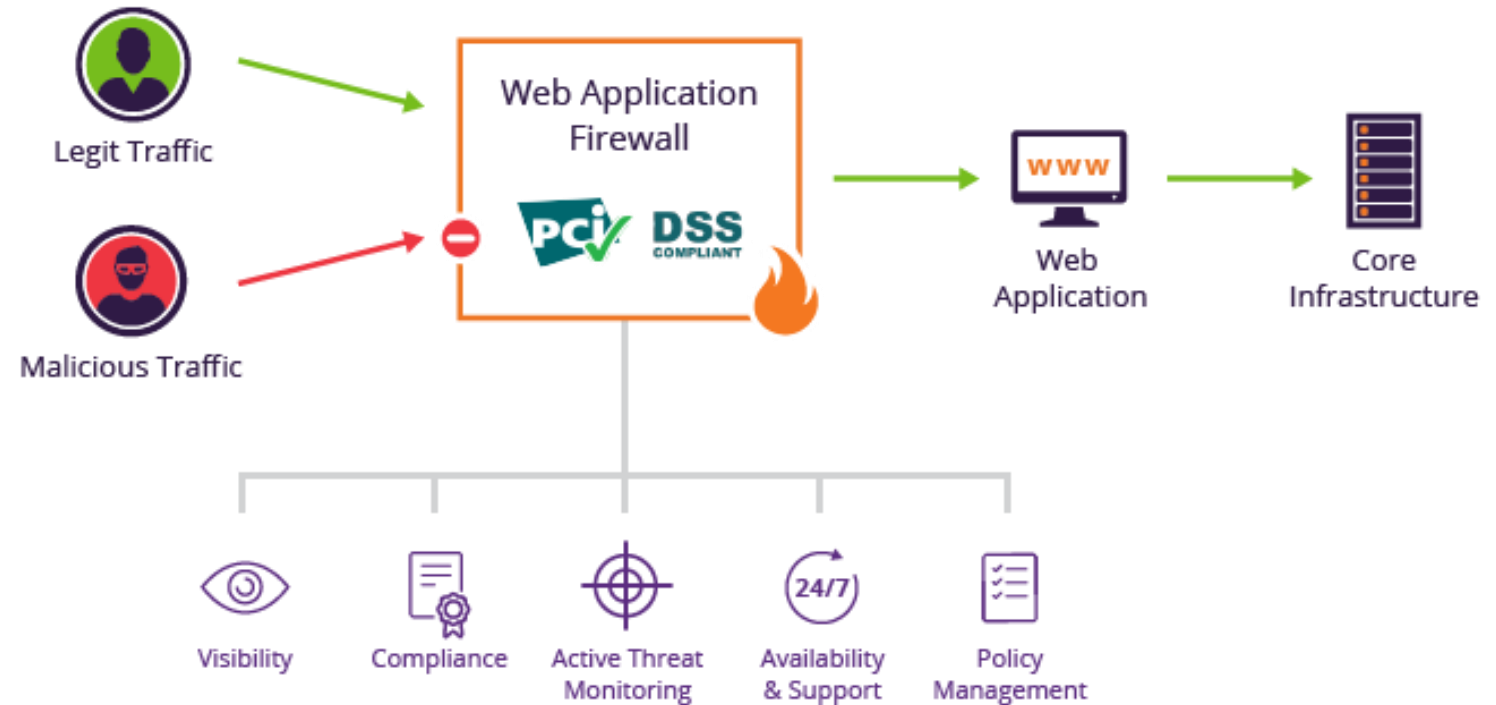 Legit Traffic
Malicious Traffic
Web Application
Firewall
PCi DSS
COMPLIANT
www
Web
Application
Core
Infrastructure
Visibility
Compliance
Active Threat
Monitoring
24/7
Availability
& Support
Policy
Management